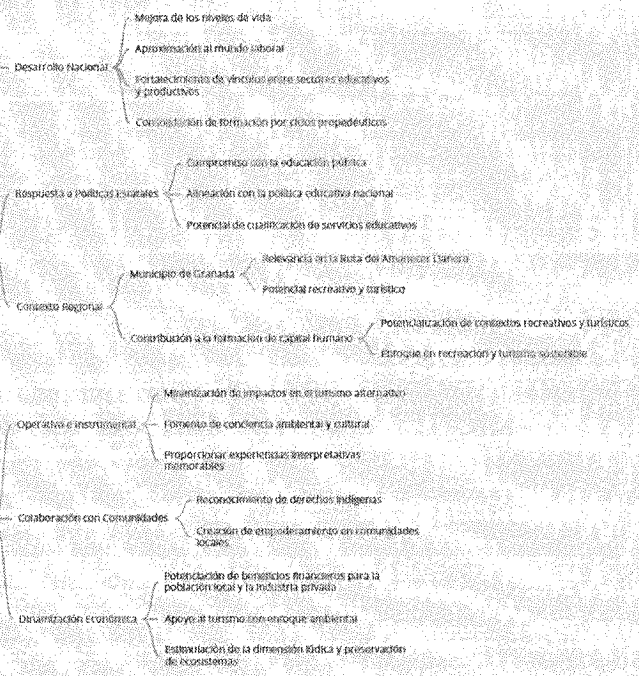 Mejora de los niveles de vida
Aproximación al mundo laboral
Desarrollo Nacional
Fortalecimiento de vínculos entre sectores educativos
y productivos
Consolidación de formación por ciclos propedéuticos
Compromiso con la educación pública
Respuesta a Políticas Estatales
Alineación con la política educativa nacional
Potencial de cualificación de servicios educativos
Relevancia en la Ruta del Amanecer Llanero
Municipio de Granada
Potencial recreativo y turístico
Contexto Regional
Potencialización de contextos recreativos y turísticos
Contribución a la formación de capital humano
Enfoque en recreación y turismo sostenible
Minimización de impactos en el turismo alternativo
Operativa e instrumental
Fomento de conciencia ambiental y cultural
Proporcionar experiencias interpretativas
memorables
Reconocimiento de derechos indígenas
Colaboración con Comunidades
Creación de empoderamiento en comunidades
locales
Potenciación de beneficios financieros para la
población local y la industria privada
Dinamización Económica
Apoyo al turismo con enfoque ambiental
Estimulación de la dimensión lúdica y preservación
de ecosistemas